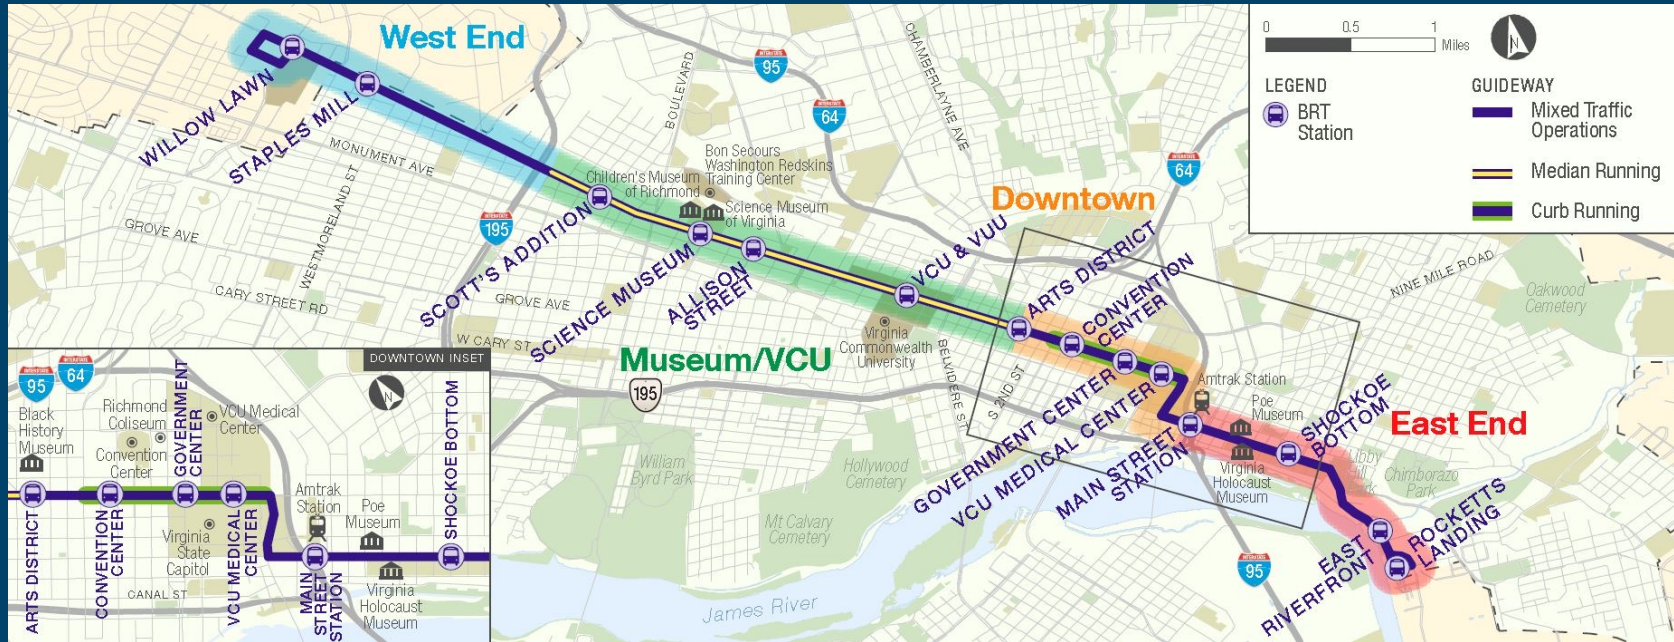 West End
WILLOW LAWN
STAPLES MILL
MONUMENT AVE
GROVE AVE
WESTMORELAND ST
CARY STREET RD
INTERSTATE
195
SCOTT'S ADDITION
Children's Museum
of Richmond
Bon Secours
Washington Redskins
Training Center
Science Museum
of Virginia
BOULEVARD
INTERSTATE
95
INTERSTATE
64
CHAMBERLAYNE AVE
SCIENCE MUSEUM
ALLISON
STREET
GROVE AVE
W CARY ST
Museum/VCU
195
VCU & VUU
Virginia
Commonwealth
University
BELVIDERE ST
S 2ND ST
Downtown
ARTS DISTRICT
CONVENTION
CENTER
INTERSTATE
64
GOVERNMENT CENTER
VCU MEDICAL CENTER
MAIN STREET
STATION
Amtrak Station
Poe
Museum
Virginia
Holocaust
Museum
SHOCKOE
BOTTOM
East End
Chimborazo
Park
NINE MILE ROAD
Oakwood
Cemetery
EAST
RIVERFRONT
ROCKETTS
LANDING
INTERSTATE
95
William
Byrd Park
Hollywood
Cemetery
Mt Calvary
Cemetery
James River
0 0.5 1
Miles
N
LEGEND
BRT
Station
GUIDEWAY
Mixed Traffic
Operations
Median Running
Curb Running
DOWNTOWN INSET
N
INTERSTATE
95
INTERSTATE
64
Black
History
Museum
Richmond
Coliseum
Convention
Center
GOVERNMENT
CENTER
VCU Medical
Center
ARTS DISTRICT
CONVENTION
CENTER
Virginia
State
Capitol
VCU MEDICAL
CENTER
Amtrak
Station
Poe
Museum
MAIN
STREET
STATION
Virginia
Holocaust
Museum
SHOCKOE BOTTOM
CANAL ST